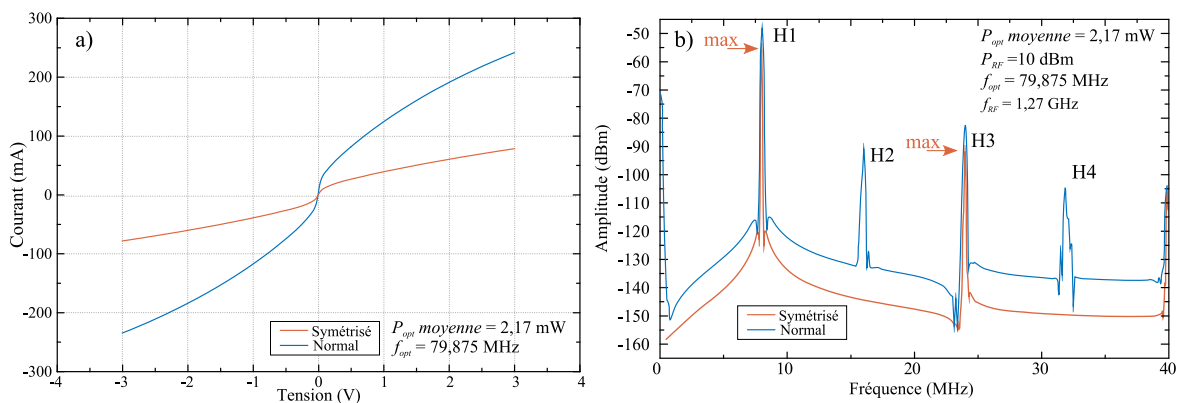 a)
300
200
100
0
-100
-200
-300
Courant (mA)
-4
-3
-2
-1
0
1
2
3
4
Tension (V)
Symétrisé
Normal
P_opt moyenne = 2,17 mW
f_opt = 79,875 MHz
b)
-50
-60
-70
-80
-90
-100
-110
-120
-130
-140
-150
-160
Amplitude (dBm)
0
10
20
30
40
Fréquence (MHz)
max
H1
H2
max
H3
H4
P_opt moyenne = 2,17 mW
P_RF =10 dBm
f_opt = 79,875 MHz
f_RF = 1,27 GHz
Symétrisé
Normal